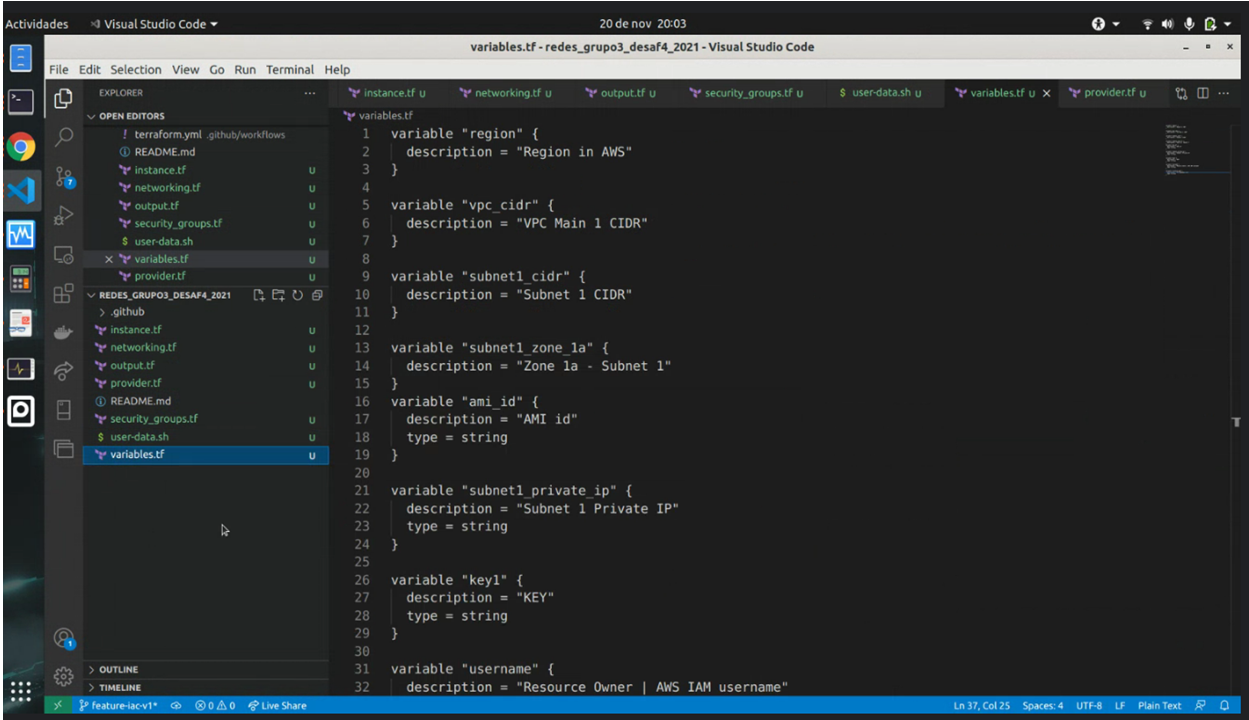 Actividades
Visual Studio Code
20 de nov 20:03
variables.tf - redes_grupo3_desaf4_2021 - Visual Studio Code
File Edit Selection View Go Run Terminal Help
EXPLORER
OPEN EDITORS
! terraform.yml .github/workflows
README.md
instance.tf U
networking.tf U
output.tf U
security_groups.tf U
$ user-data.sh U
variables.tf U
provider.tf U
REDES_GRUPO3_DESAF4_2021
.github
instance.tf U
networking.tf U
output.tf U
provider.tf U
README.md
security_groups.tf U
$ user-data.sh U
variables.tf U
OUTLINE
TIMELINE
instance.tf U networking.tf U output.tf U security_groups.tf U $ user-data.sh U variables.tf U provider.tf U
variables.tf
1 variable "region" {
2 description = "Region in AWS"
3 }
4
5 variable "vpc_cidr" {
6 description = "VPC Main 1 CIDR"
7 }
8
9 variable "subnet1_cidr" {
10 description = "Subnet 1 CIDR"
11 }
12
13 variable "subnet1_zone_1a" {
14 description = "Zone 1a - Subnet 1"
15 }
16 variable "ami_id" {
17 description = "AMI id"
18 type = string
19 }
20
21 variable "subnet1_private_ip" {
22 description = "Subnet 1 Private IP"
23 type = string
24 }
25
26 variable "key1" {
27 description = "KEY"
28 type = string
29 }
30
31 variable "username" {
32 description = "Resource Owner | AWS IAM username"
7
1
feature-iac-v1* 0 0 Live Share
Ln 37, Col 25 Spaces: 4 UTF-8 LF Plain Text